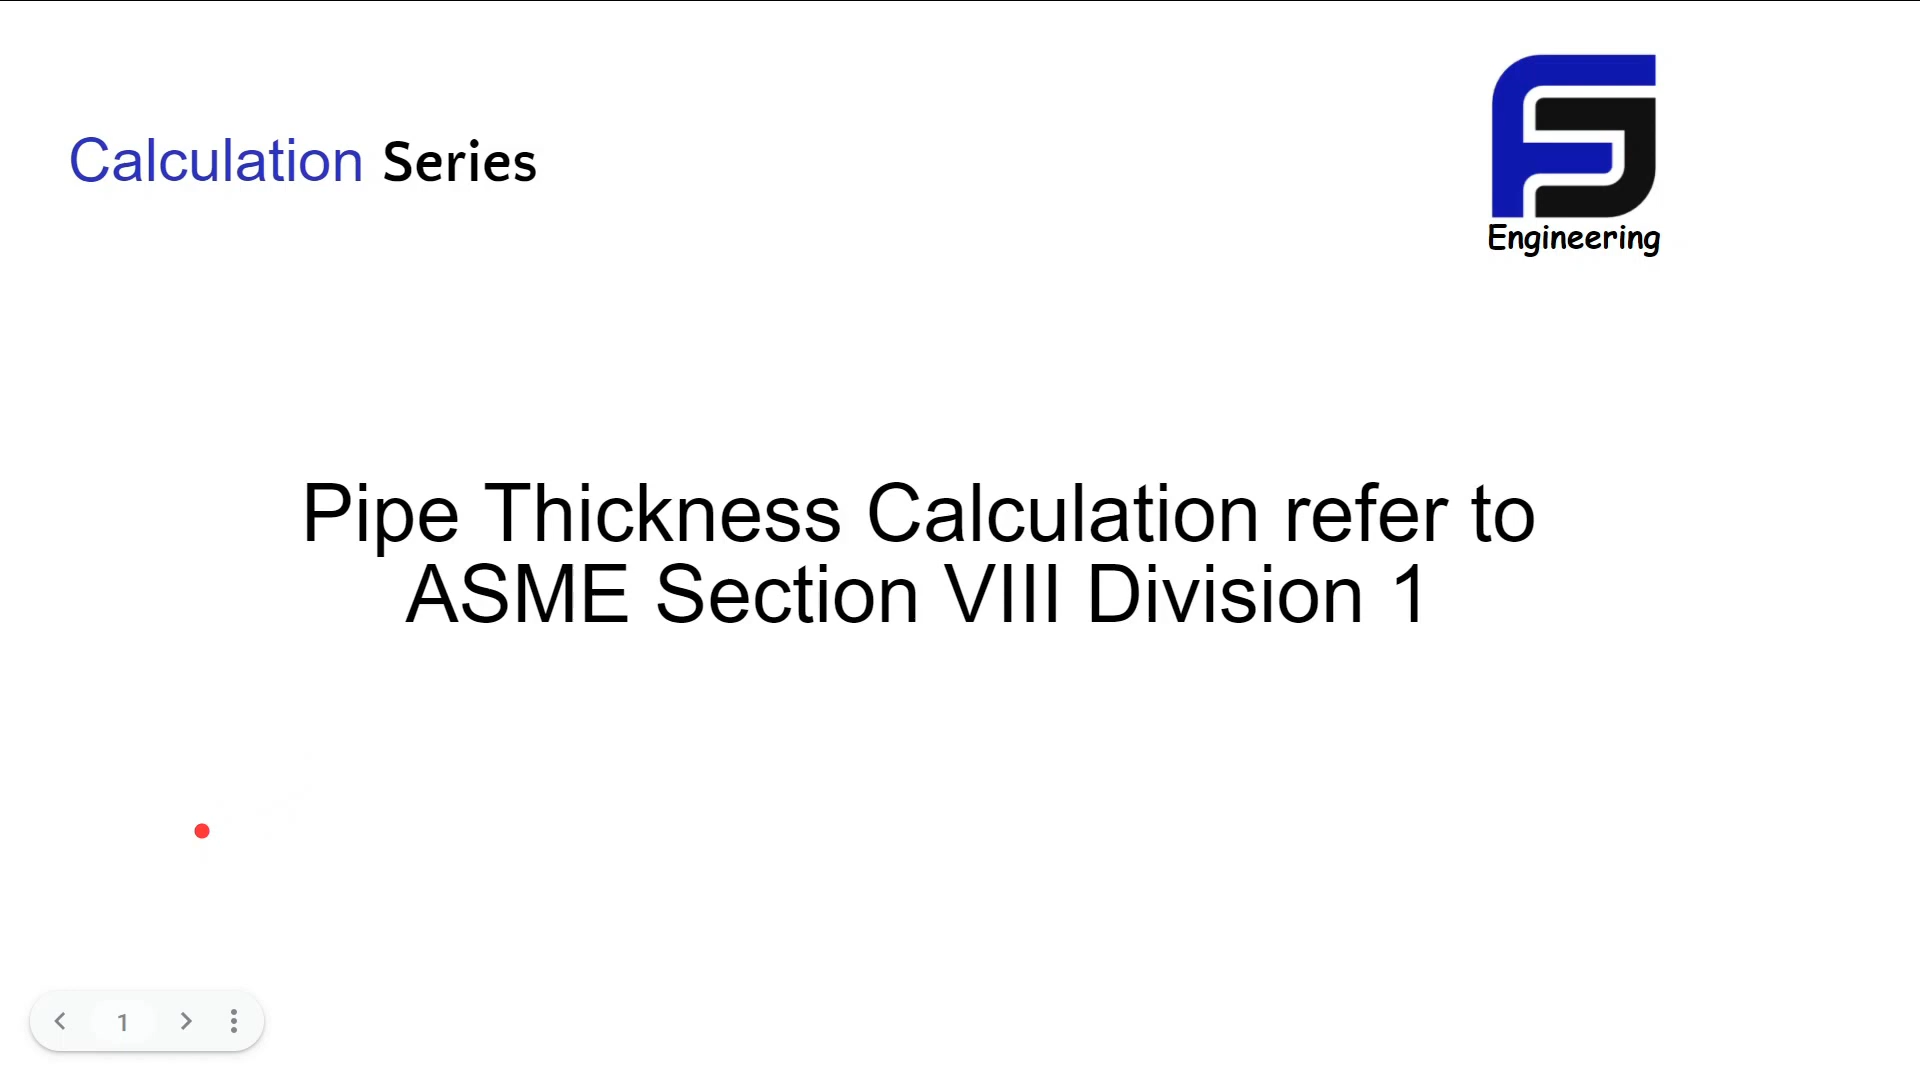 Calculation Series
Engineering
Pipe Thickness Calculation refer to
ASME Section VIII Division 1
1